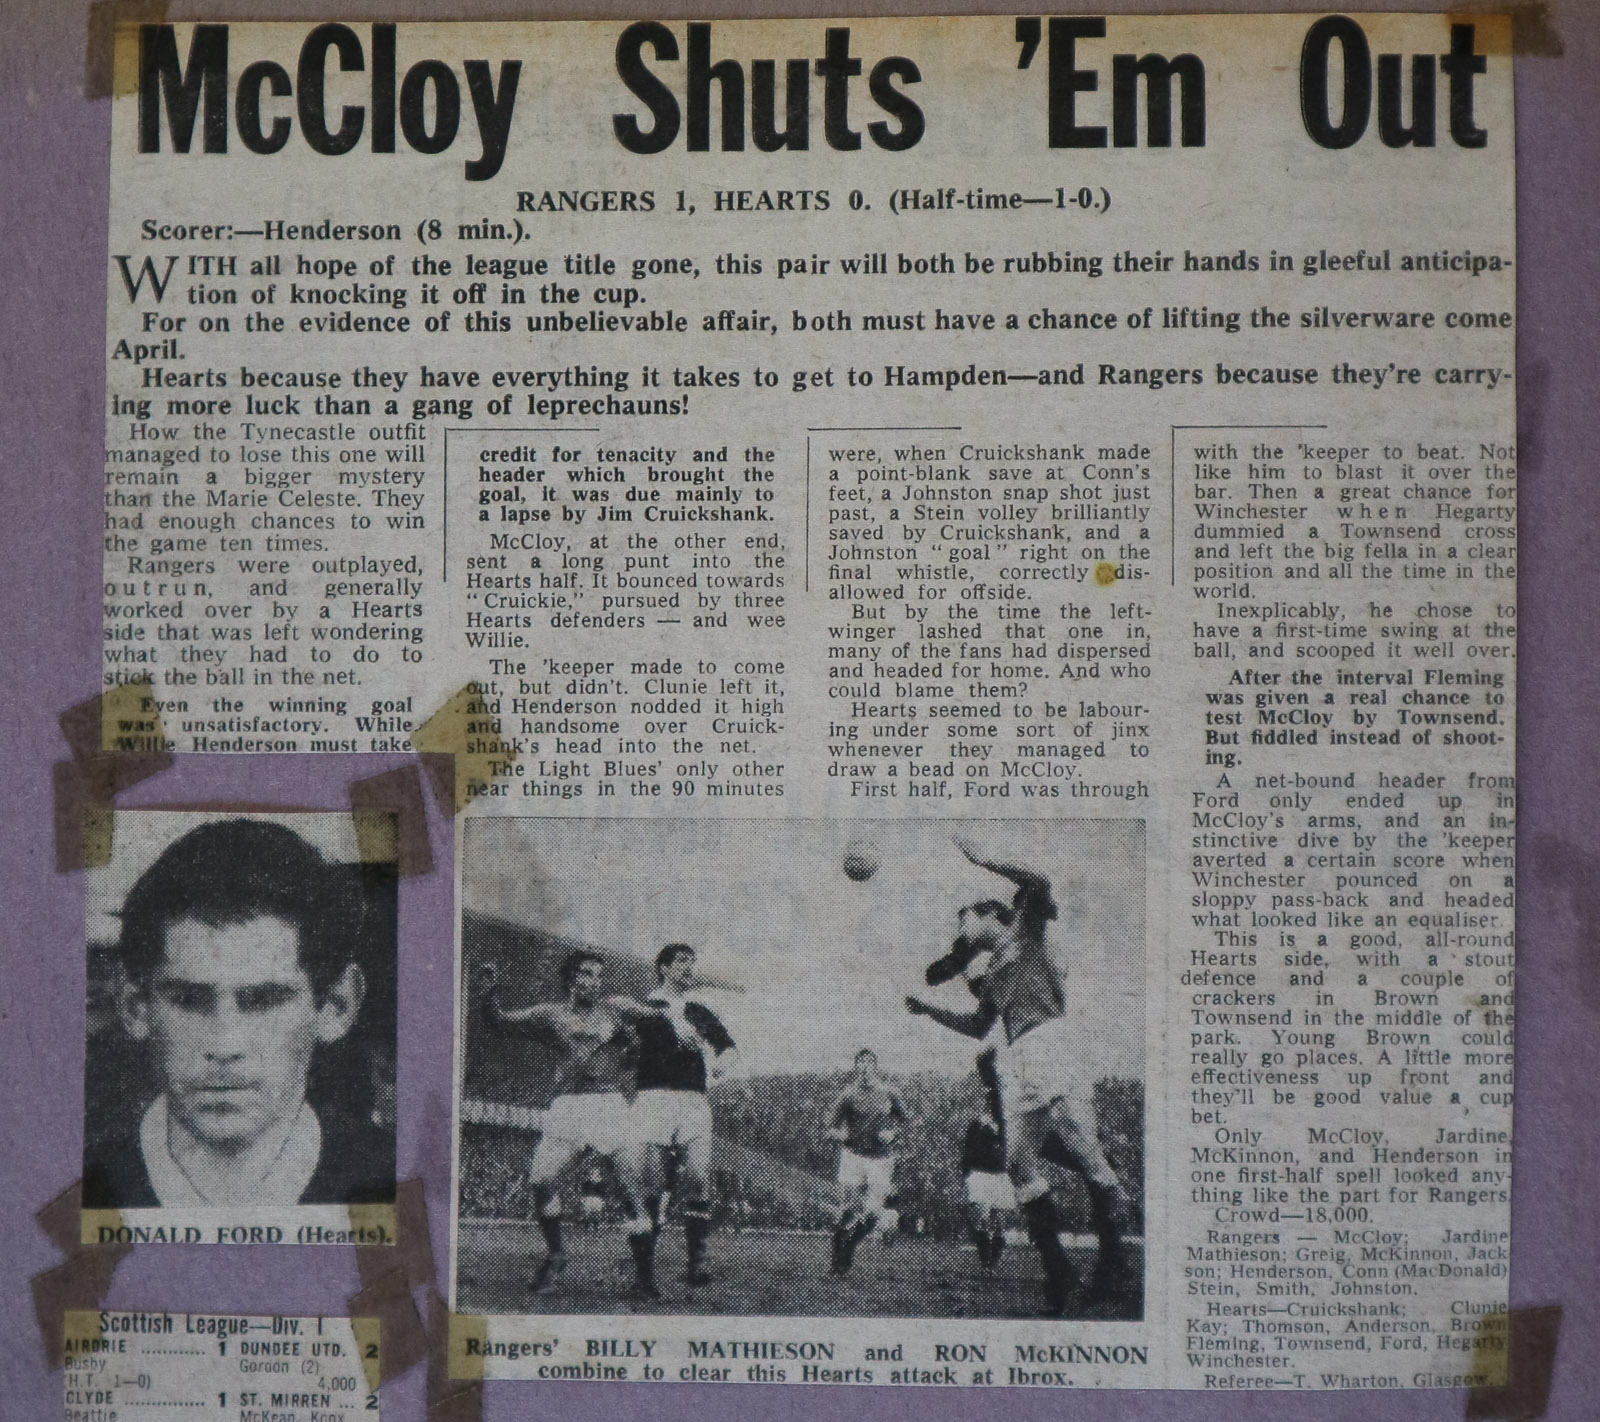 McCloy Shuts 'Em Out
RANGERS 1, HEARTS 0. (Half-time—1-0.)
Scorer:—Henderson (8 min.).
WITH all hope of the league title gone, this pair will both be rubbing their hands in gleeful anticipa-
tion of knocking it off in the cup.
For on the evidence of this unbelievable affair, both must have a chance of lifting the silverware come
April.
Hearts because they have everything it takes to get to Hampden—and Rangers because they're carry-
ing more luck than a gang of leprechauns!
How the Tynecastle outfit
managed to lose this one will
remain a bigger mystery
than the Marie Celeste. They
had enough chances to win
the game ten times.
Rangers were outplayed,
outrun, and generally
worked over by a Hearts
side that was left wondering
what they had to do to
stick the ball in the net.
Even the winning goal
was unsatisfactory. While
Willie Henderson must take
credit for tenacity and the
header which brought the
goal, it was due mainly to
a lapse by Jim Cruickshank.
McCloy, at the other end,
sent a long punt into the
Hearts half. It bounced towards
"Cruickie," pursued by three
Hearts defenders — and wee
Willie.
The 'keeper made to come
out, but didn't. Clunie left it,
and Henderson nodded it high
and handsome over Cruick-
shank's head into the net.
The Light Blues' only other
near things in the 90 minutes
were, when Cruickshank made
a point-blank save at Conn's
feet, a Johnston snap shot just
past, a Stein volley brilliantly
saved by Cruickshank, and a
Johnston "goal" right on the
final whistle, correctly dis-
allowed for offside.
But by the time the left-
winger lashed that one in,
many of the fans had dispersed
and headed for home. And who
could blame them?
Hearts seemed to be labour-
ing under some sort of jinx
whenever they managed to
draw a bead on McCloy.
First half, Ford was through
with the 'keeper to beat. Not
like him to blast it over the
bar. Then a great chance for
Winchester when Hegarty
dummied a Townsend cross
and left the big fella in a clear
position and all the time in the
world.
Inexplicably, he chose to
have a first-time swing at the
ball, and scooped it well over.
After the interval Fleming
was given a real chance to
test McCloy by Townsend.
But fiddled instead of shoot-
ing.
A net-bound header from
Ford only ended up in
McCloy's arms, and an in-
stinctive dive by the 'keeper
averted a certain score when
Winchester pounced on a
sloppy pass-back and headed
what looked like an equaliser.
This is a good, all-round
Hearts side, with a stout
defence and a couple of
crackers in Brown and
Townsend in the middle of the
park. Young Brown could
really go places. A little more
effectiveness up front and
they'll be good value a cup
bet.
Only McCloy, Jardine,
McKinnon, and Henderson in
one first-half spell looked any-
thing like the part for Rangers.
Crowd—18,000.
Rangers — McCloy; Jardine
Mathieson; Greig, McKinnon, Jack
son; Henderson, Conn (MacDonald)
Stein, Smith, Johnston.
Hearts—Cruickshank; Clunie
Kay; Thomson, Anderson, Brown
Fleming, Townsend, Ford, Hegarty
Winchester.
Referee—T. Wharton, Glasgow.
DONALD FORD (Hearts).
Rangers' BILLY MATHIESON and RON McKINNON
combine to clear this Hearts attack at Ibrox.
Scottish League—Div. I
AIRDRIE ............ 1 DUNDEE UTD. 2
Busby Gordon (2)
(H.T. 1—0) 4,000
CLYDE ............... 1 ST. MIRREN ... 2
Beattie McKean, Knox